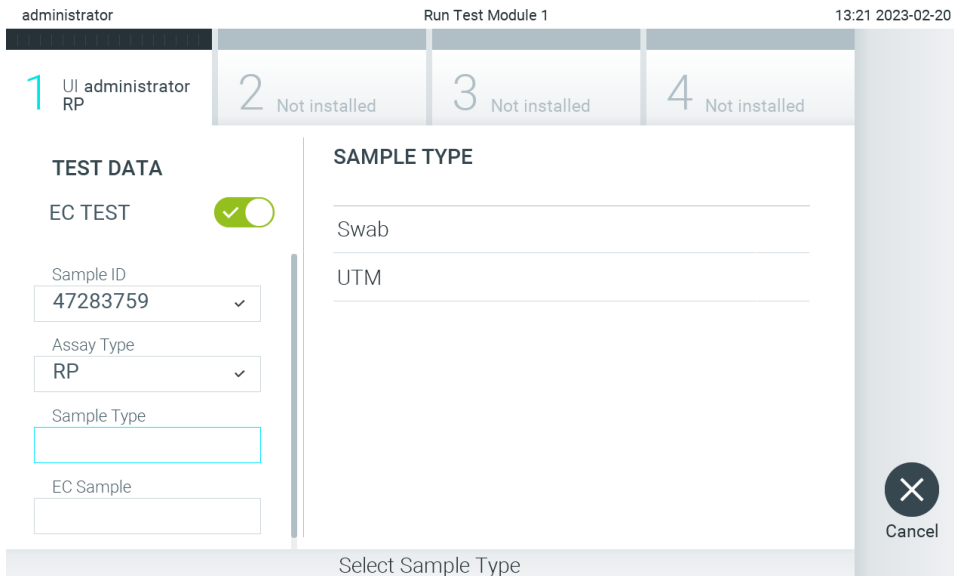 administrator
Run Test Module 1
13:21 2023-02-20
1 UI administrator
RP
2 Not installed
3 Not installed
4 Not installed
TEST DATA
EC TEST
Sample ID
47283759
Assay Type
RP
Sample Type
EC Sample
SAMPLE TYPE
Swab
UTM
Cancel
Select Sample Type